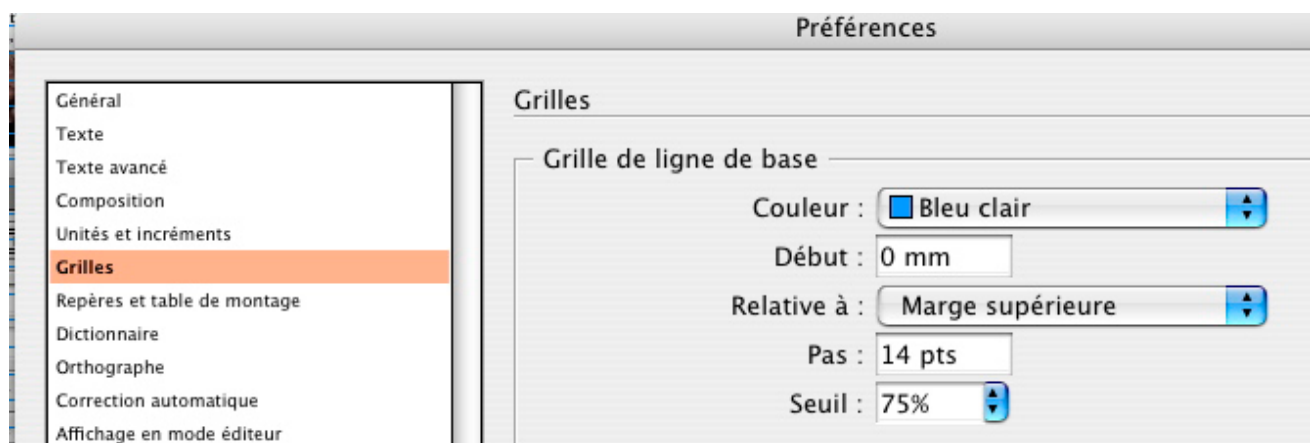 Préférences
Général
Texte
Texte avancé
Composition
Unités et incréments
Grilles
Repères et table de montage
Dictionnaire
Orthographe
Correction automatique
Affichage en mode éditeur
Grilles
Grille de ligne de base
Couleur : Bleu clair
Début : 0 mm
Relative à : Marge supérieure
Pas : 14 pts
Seuil : 75%